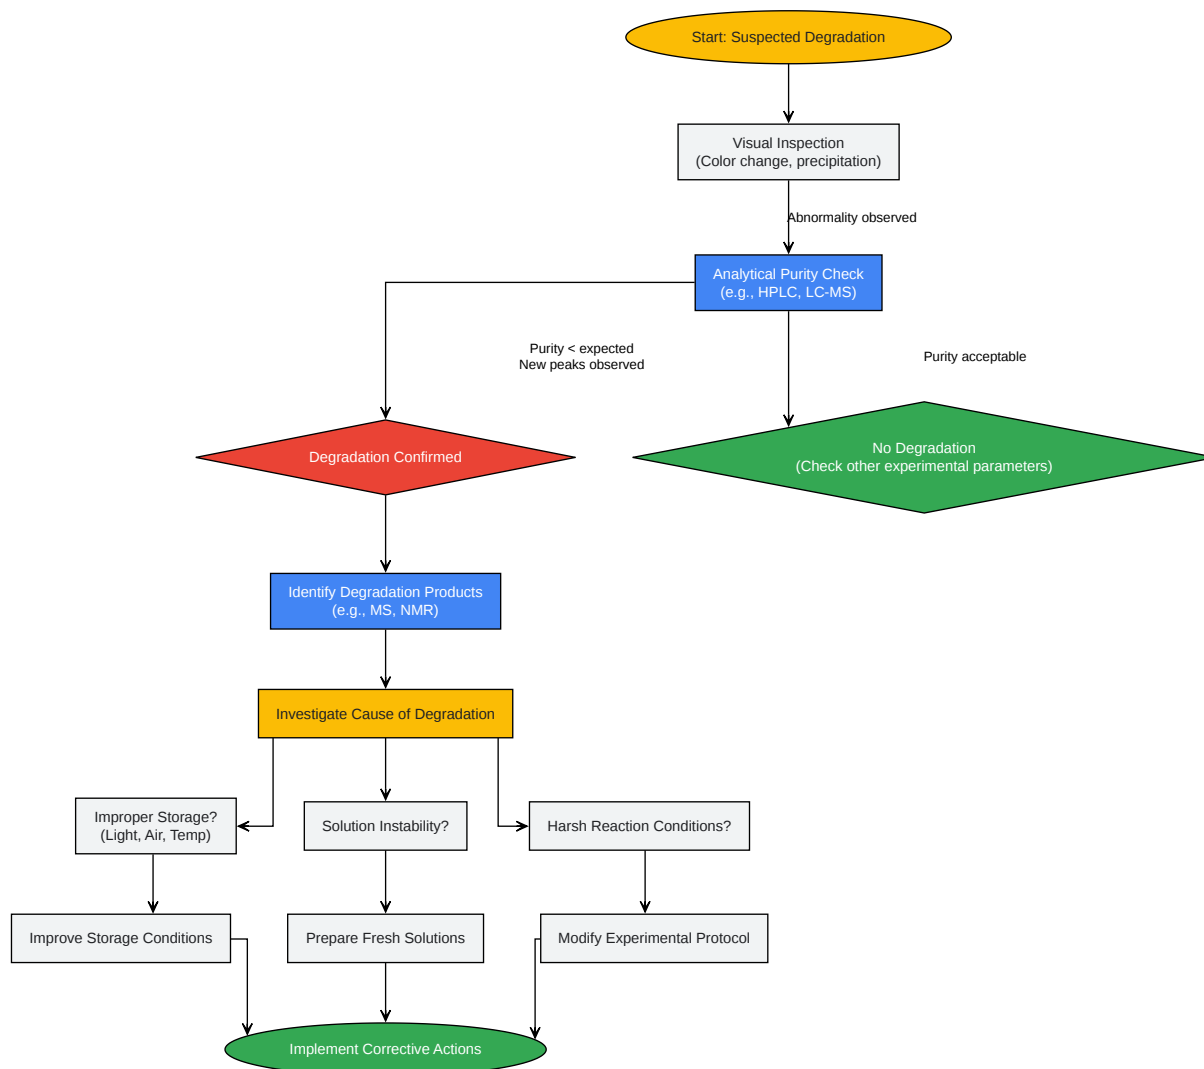 Start: Suspected Degradation
Visual Inspection
(Color change, precipitation)
Abnormality observed
Analytical Purity Check
(e.g., HPLC, LC-MS)
Purity < expected
New peaks observed
Purity acceptable
Degradation Confirmed
No Degradation
(Check other experimental parameters)
Identify Degradation Products
(e.g., MS, NMR)
Investigate Cause of Degradation
Improper Storage?
(Light, Air, Temp)
Solution Instability?
Harsh Reaction Conditions?
Improve Storage Conditions
Prepare Fresh Solutions
Modify Experimental Protocol
Implement Corrective Actions